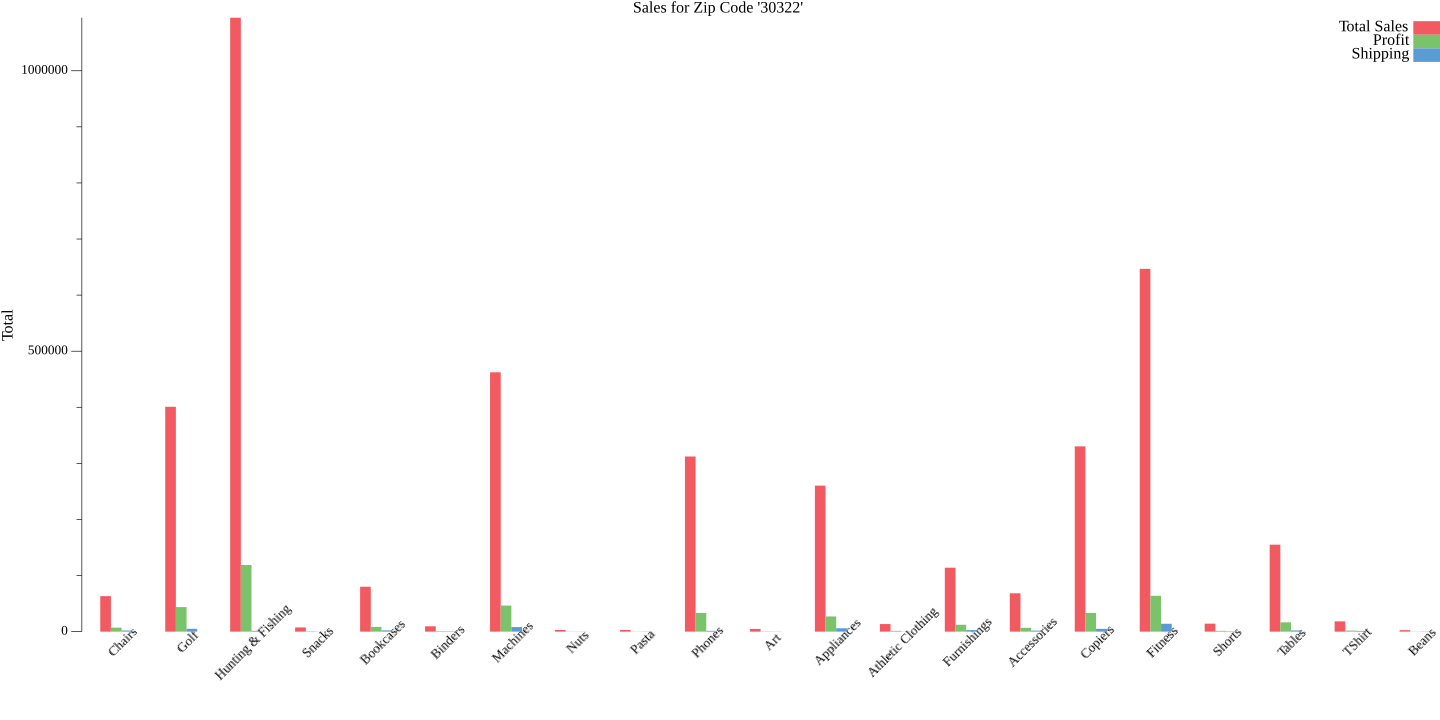 Sales for Zip Code '30322'
Total Sales
Profit
Shipping
1000000
500000
0
Total
Chairs
Golf
Hunting & Fishing
Snacks
Bookcases
Binders
Machines
Nuts
Pasta
Phones
Art
Appliances
Athletic Clothing
Furnishings
Accessories
Copiers
Fitness
Shorts
Tables
TShirt
Beans